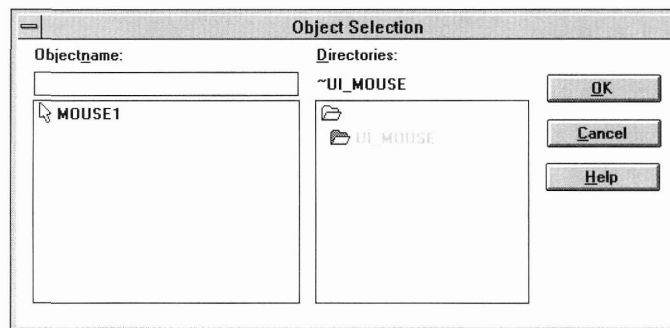 Object Selection
Objectname:
MOUSE1
Directories:
~UI_MOUSE
UI_MOUSE
OK
Cancel
Help